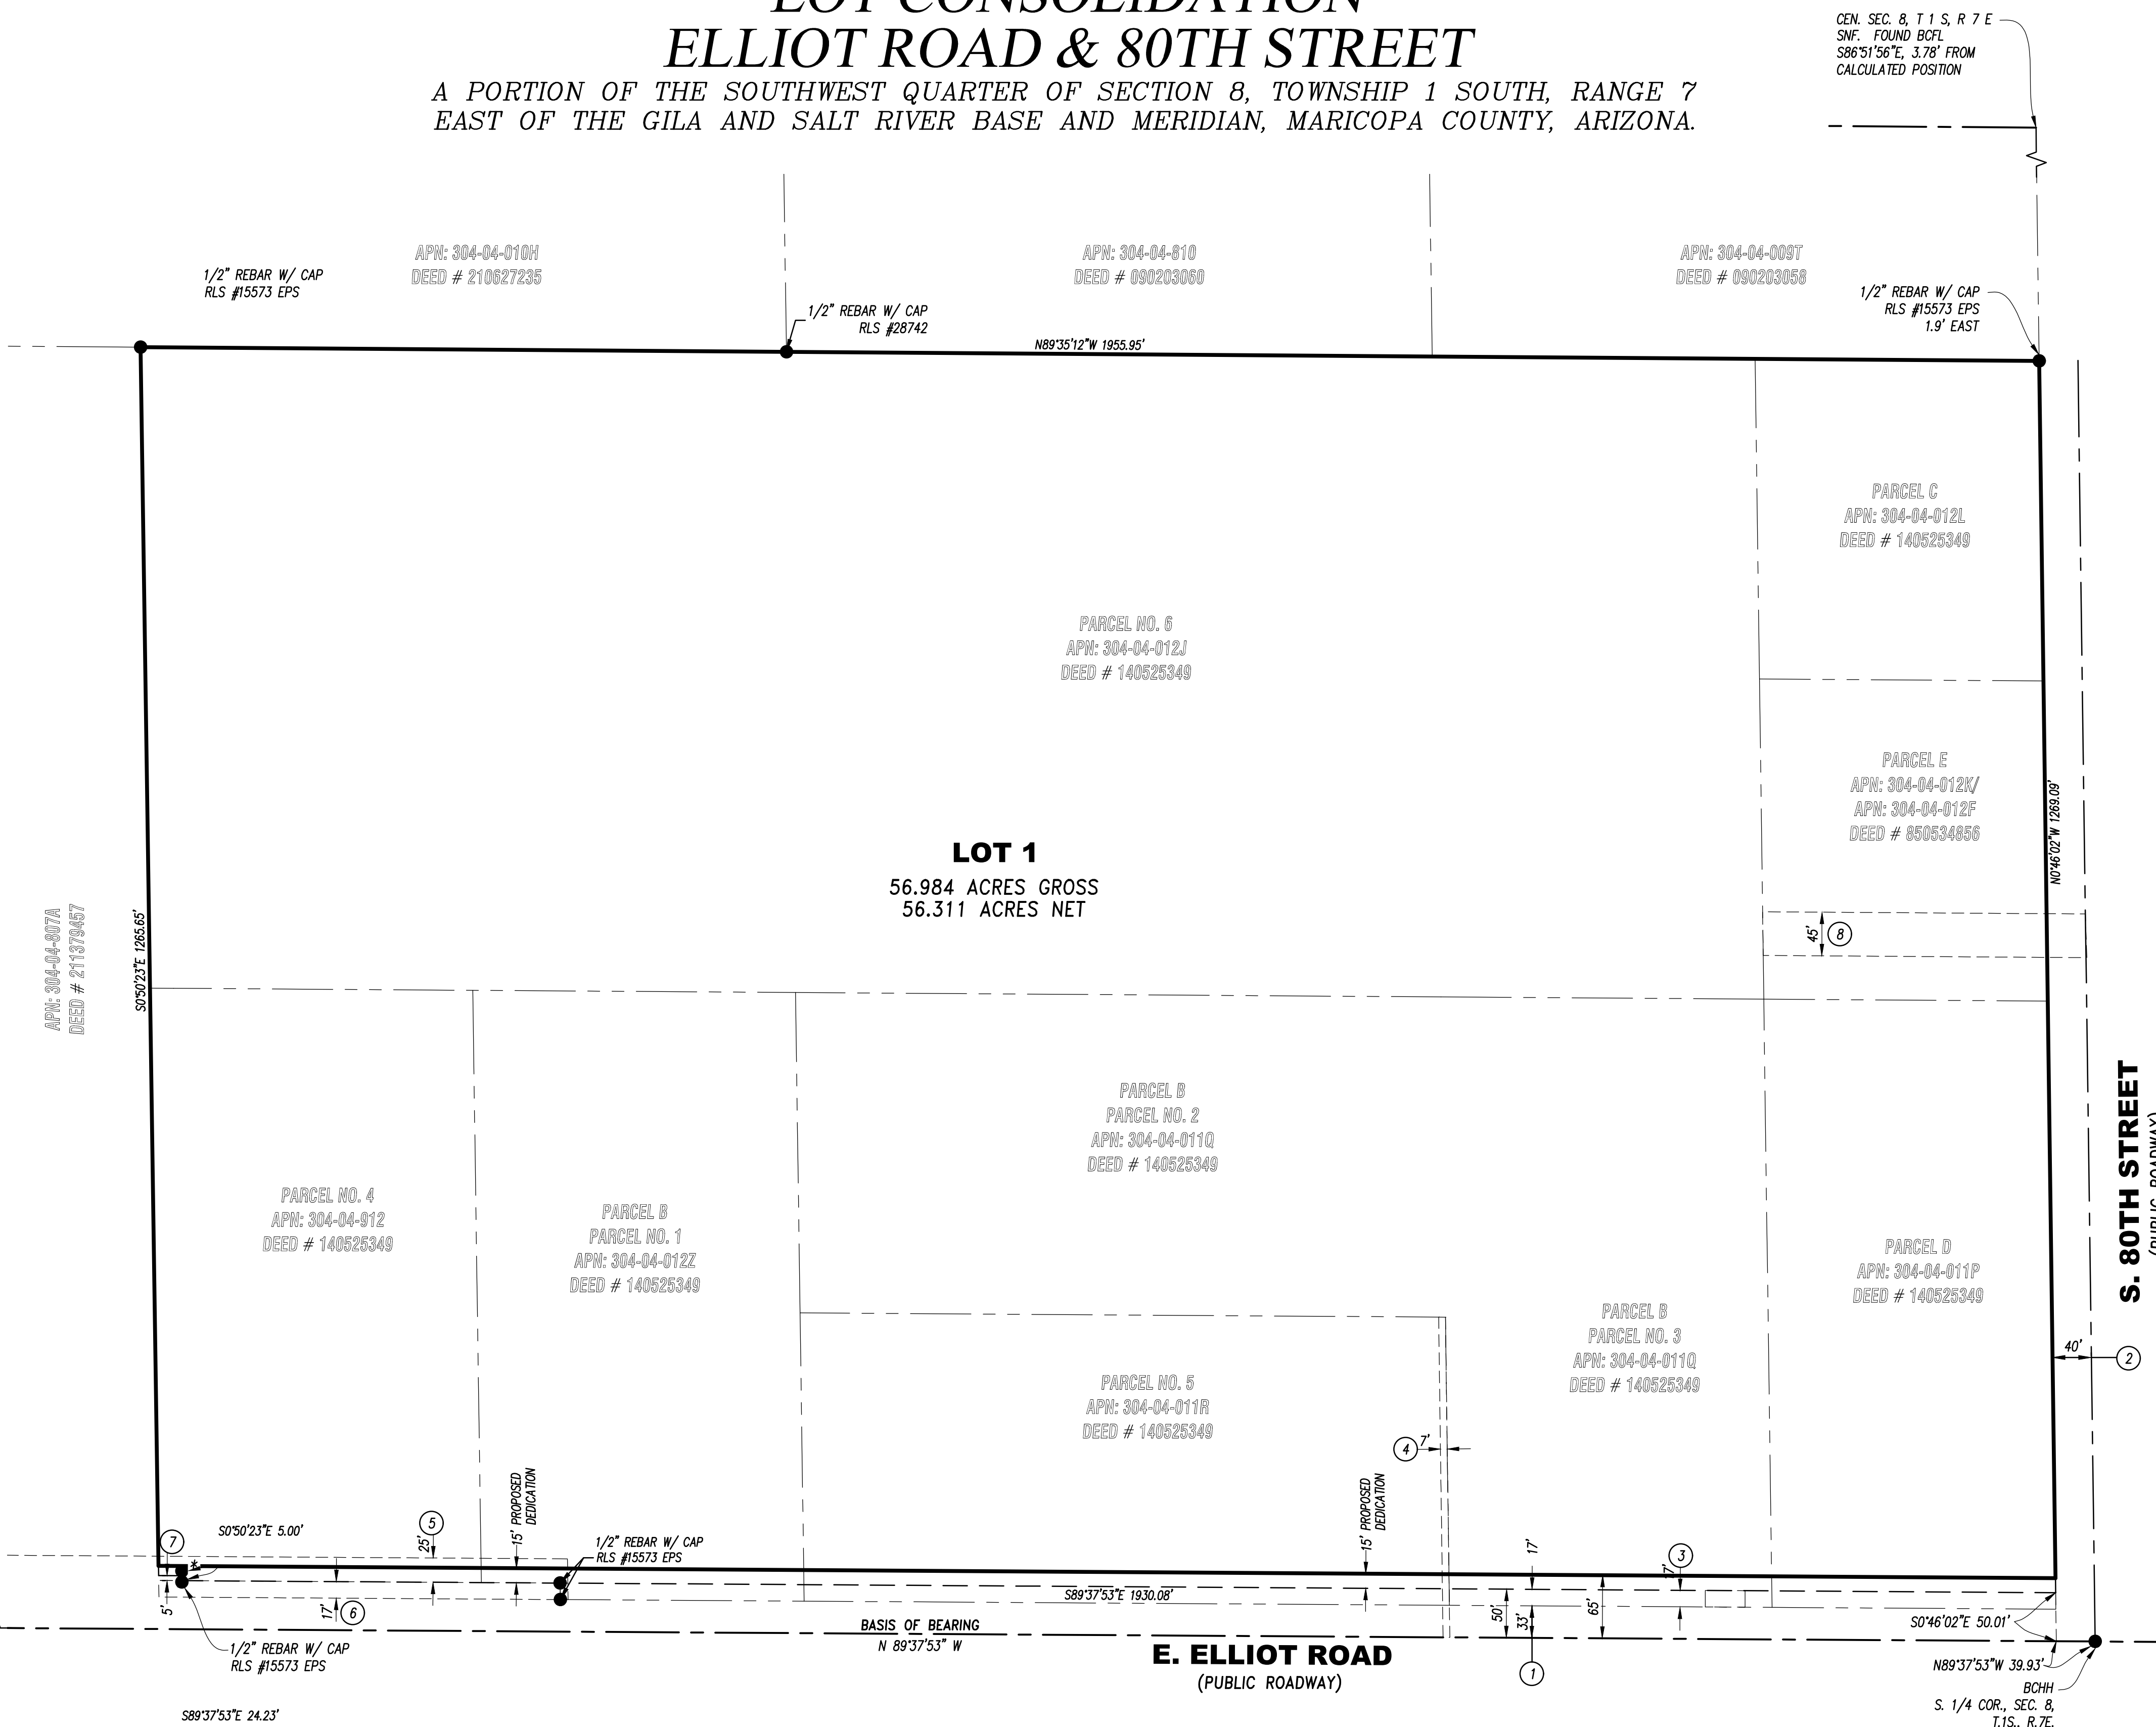 LOT CONSOLIDATION
ELLIOT ROAD & 80TH STREET
A PORTION OF THE SOUTHWEST QUARTER OF SECTION 8, TOWNSHIP 1 SOUTH, RANGE 7
EAST OF THE GILA AND SALT RIVER BASE AND MERIDIAN, MARICOPA COUNTY, ARIZONA.
CEN. SEC. 8, T 1 S, R 7 E
SNF. FOUND BCFL
S86°51'56"E, 3.78' FROM
CALCULATED POSITION
1/2" REBAR W/ CAP
RLS #15573 EPS
APN: 304-04-010H
DEED # 210627235
1/2" REBAR W/ CAP
RLS #28742
APN: 304-04-810
DEED # 090203060
APN: 304-04-009T
DEED # 090203058
1/2" REBAR W/ CAP
RLS #15573 EPS
1.9' EAST
N89°35'12"W 1955.95'
PARCEL C
APN: 304-04-012L
DEED # 140525349
PARCEL NO. 6
APN: 304-04-012J
DEED # 140525349
PARCEL E
APN: 304-04-012K/
APN: 304-04-012F
DEED # 850534856
N0°46'02"W 1269.09'
LOT 1
56.984 ACRES GROSS
56.311 ACRES NET
45'
8
APN: 304-04-807A
DEED # 211379457
S0°50'23"E 1265.65'
PARCEL B
PARCEL NO. 2
APN: 304-04-011Q
DEED # 140525349
S. 80TH STREET
(PUBLIC ROADWAY)
PARCEL NO. 4
APN: 304-04-912
DEED # 140525349
PARCEL B
PARCEL NO. 1
APN: 304-04-012Z
DEED # 140525349
PARCEL D
APN: 304-04-011P
DEED # 140525349
PARCEL B
PARCEL NO. 3
APN: 304-04-011Q
DEED # 140525349
40'
2
PARCEL NO. 5
APN: 304-04-011R
DEED # 140525349
4
7'
15' PROPOSED
DEDICATION
15' PROPOSED
DEDICATION
5
25'
S0°50'23"E 5.00'
7
*
1/2" REBAR W/ CAP
RLS #15573 EPS
17'
3
17'
S89°37'53"E 1930.08'
5'
17'
6
50'
33'
65'
BASIS OF BEARING
N 89°37'53" W
S0°46'02"E 50.01'
1/2" REBAR W/ CAP
RLS #15573 EPS
E. ELLIOT ROAD
(PUBLIC ROADWAY)
1
N89°37'53"W 39.93'
BCHH
S. 1/4 COR., SEC. 8,
T.1S., R.7E.
S89°37'53"E 24.23'